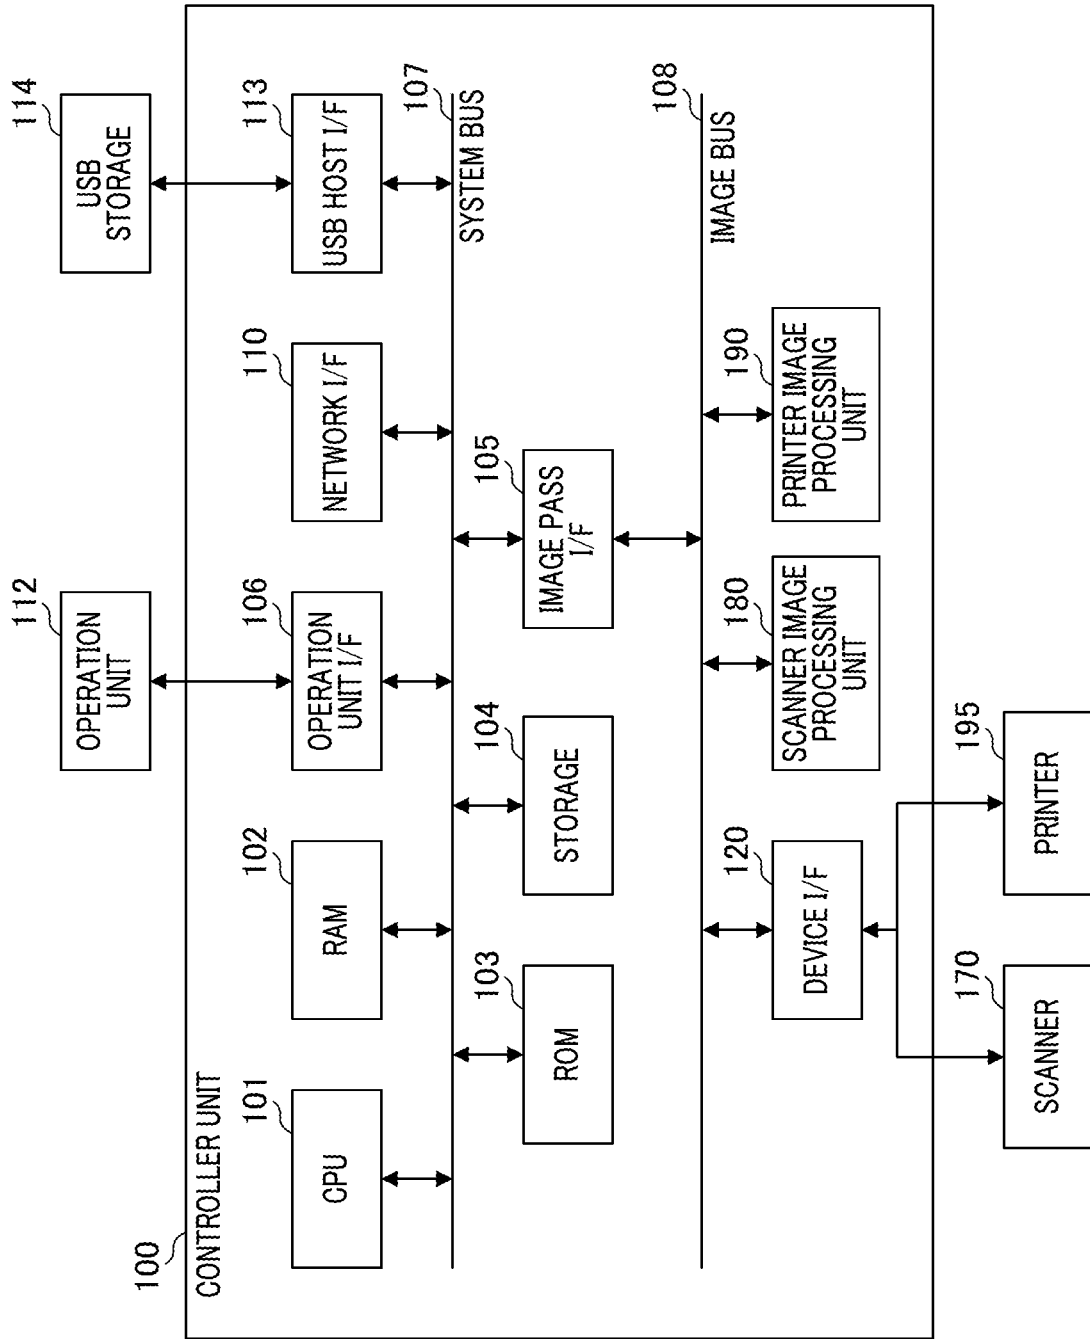 100
CONTROLLER UNIT
112
OPERATION
UNIT
114
USB
STORAGE
101
CPU
102
RAM
106
OPERATION
UNIT I/F
110
NETWORK I/F
113
USB HOST I/F
107
SYSTEM BUS
103
ROM
104
STORAGE
105
IMAGE PASS
I/F
108
IMAGE BUS
120
DEVICE I/F
180
SCANNER IMAGE
PROCESSING
UNIT
190
PRINTER IMAGE
PROCESSING
UNIT
170
SCANNER
195
PRINTER